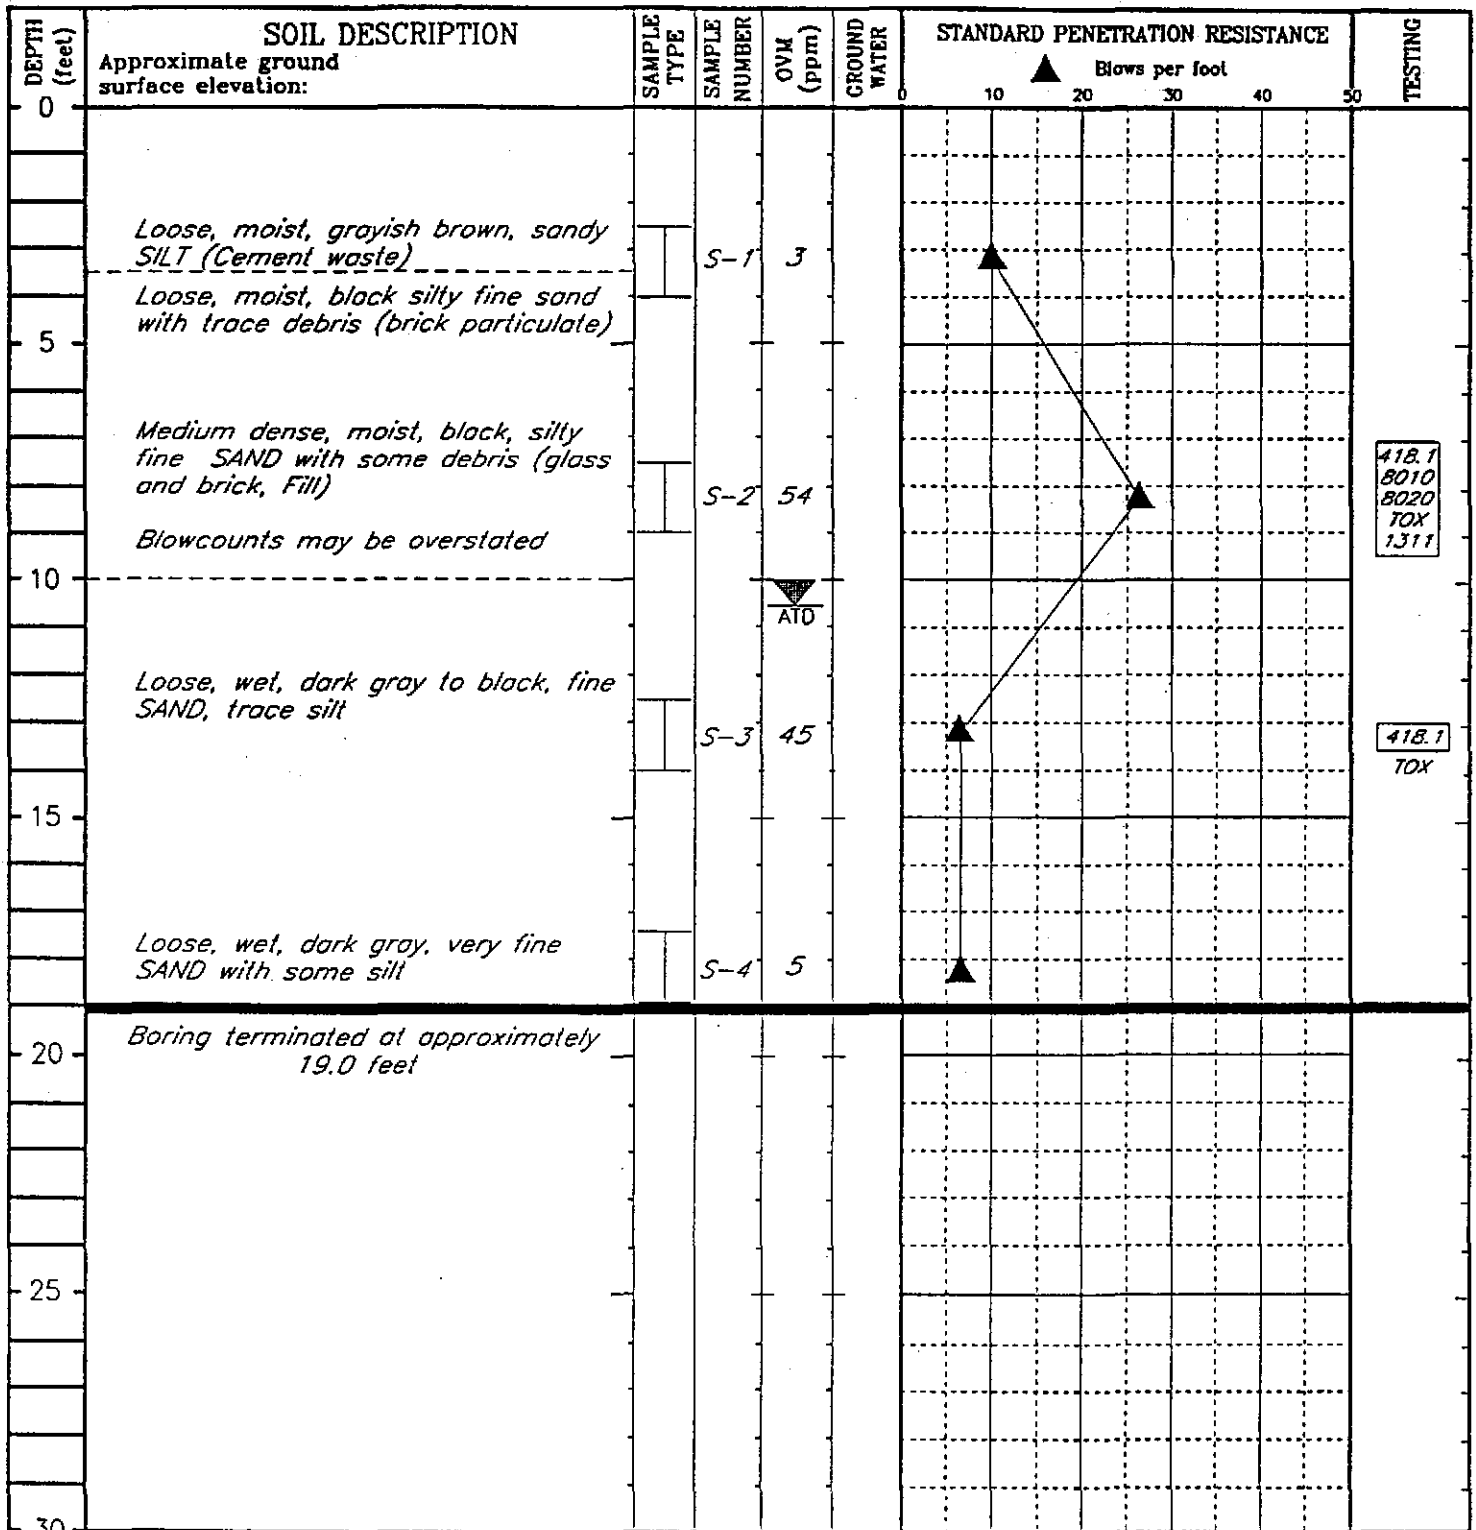 DEPTH (feet)
SOIL DESCRIPTION
Approximate ground
surface elevation:
SAMPLE TYPE
SAMPLE NUMBER
OVM (ppm)
GROUND WATER
STANDARD PENETRATION RESISTANCE
▲ Blows per foot
0 10 20 30 40 50
TESTING
0
Loose, moist, grayish brown, sandy
SILT (Cement waste)
S-1 3
Loose, moist, black silty fine sand
with trace debris (brick particulate)
5
Medium dense, moist, black, silty
fine SAND with some debris (glass
and brick, Fill)
S-2 54
418.1
8010
8020
TOX
1311
Blowcounts may be overstated
10
ATD
Loose, wet, dark gray to black, fine
SAND, trace silt
S-3 45
418.1
TOX
15
Loose, wet, dark gray, very fine
SAND with some silt
S-4 5
Boring terminated at approximately
19.0 feet
20
25
30